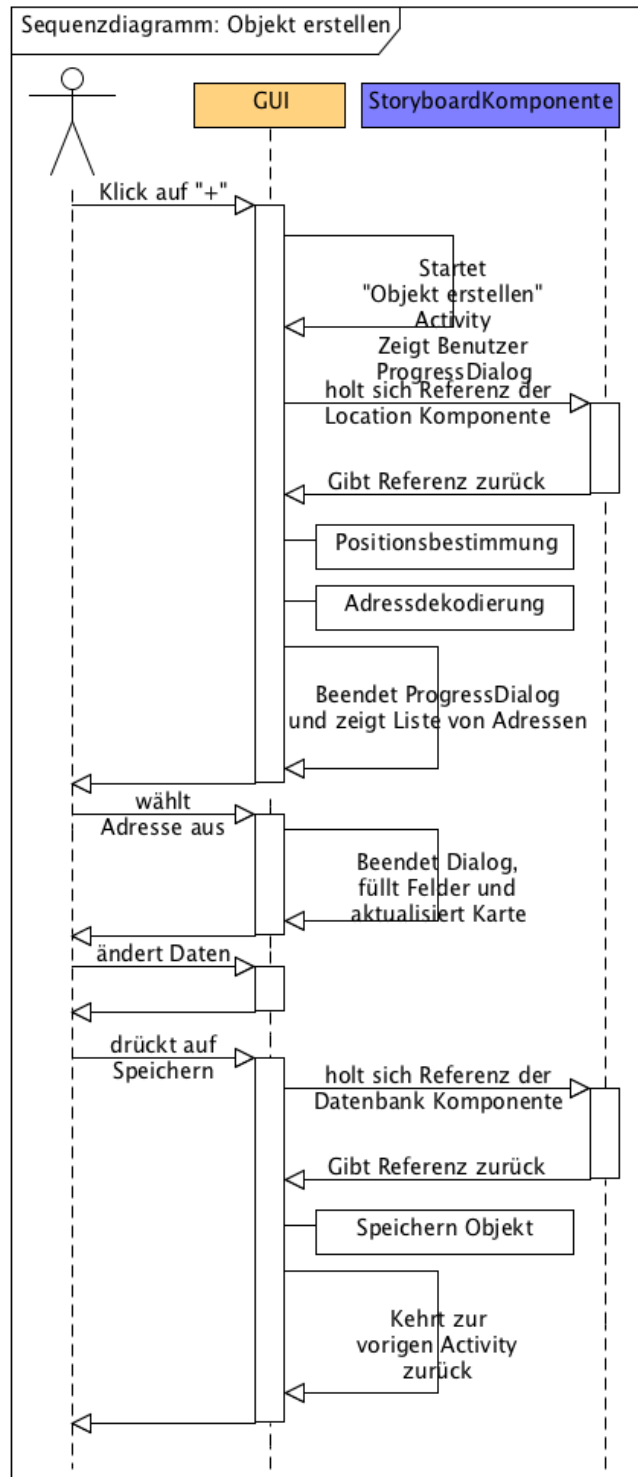 Sequenzdiagramm: Objekt erstellen
GUI
StoryboardKomponente
Klick auf "+"
Startet
"Objekt erstellen"
Activity
Zeigt Benutzer
ProgressDialog
holt sich Referenz der
Location Komponente
Gibt Referenz zurück
Positionsbestimmung
Adressdekodierung
Beendet ProgressDialog
und zeigt Liste von Adressen
wählt
Adresse aus
Beendet Dialog,
füllt Felder und
aktualisiert Karte
ändert Daten
drückt auf
Speichern
holt sich Referenz der
Datenbank Komponente
Gibt Referenz zurück
Speichern Objekt
Kehrt zur
vorigen Activity
zurück